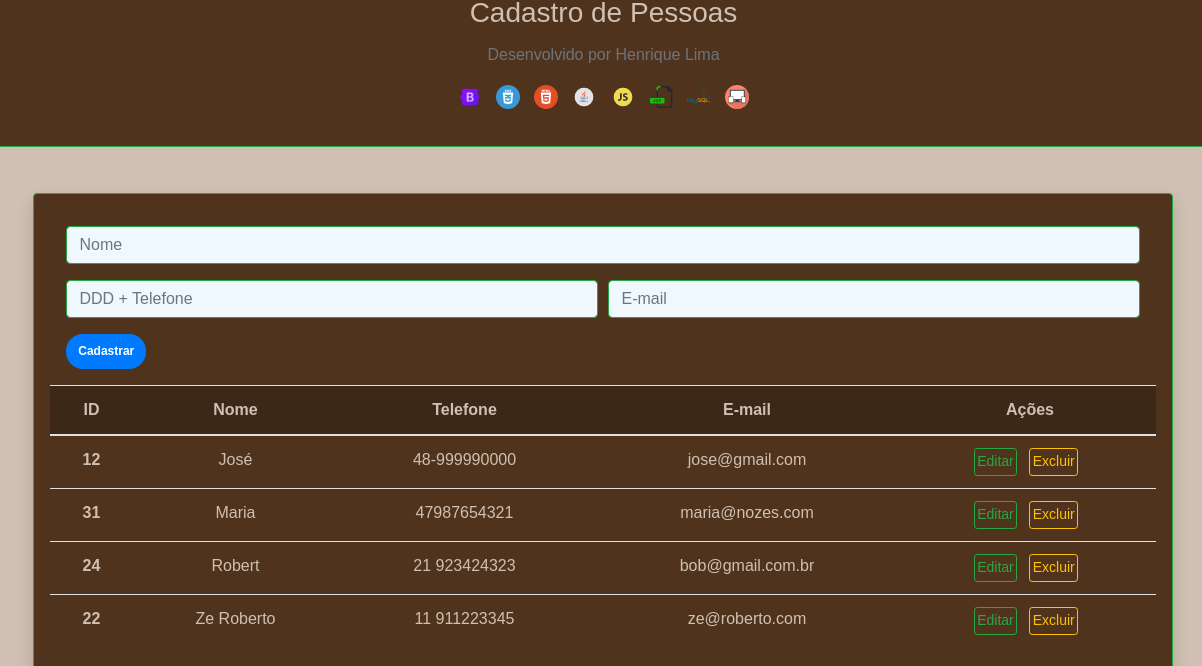 Cadastro de Pessoas
Desenvolvido por Henrique Lima
B JS MySQL
Nome
DDD + Telefone E-mail
Cadastrar
ID Nome Telefone E-mail Ações
12 José 48-999990000 jose@gmail.com Editar Excluir
31 Maria 47987654321 maria@nozes.com Editar Excluir
24 Robert 21 923424323 bob@gmail.com.br Editar Excluir
22 Ze Roberto 11 911223345 ze@roberto.com Editar Excluir